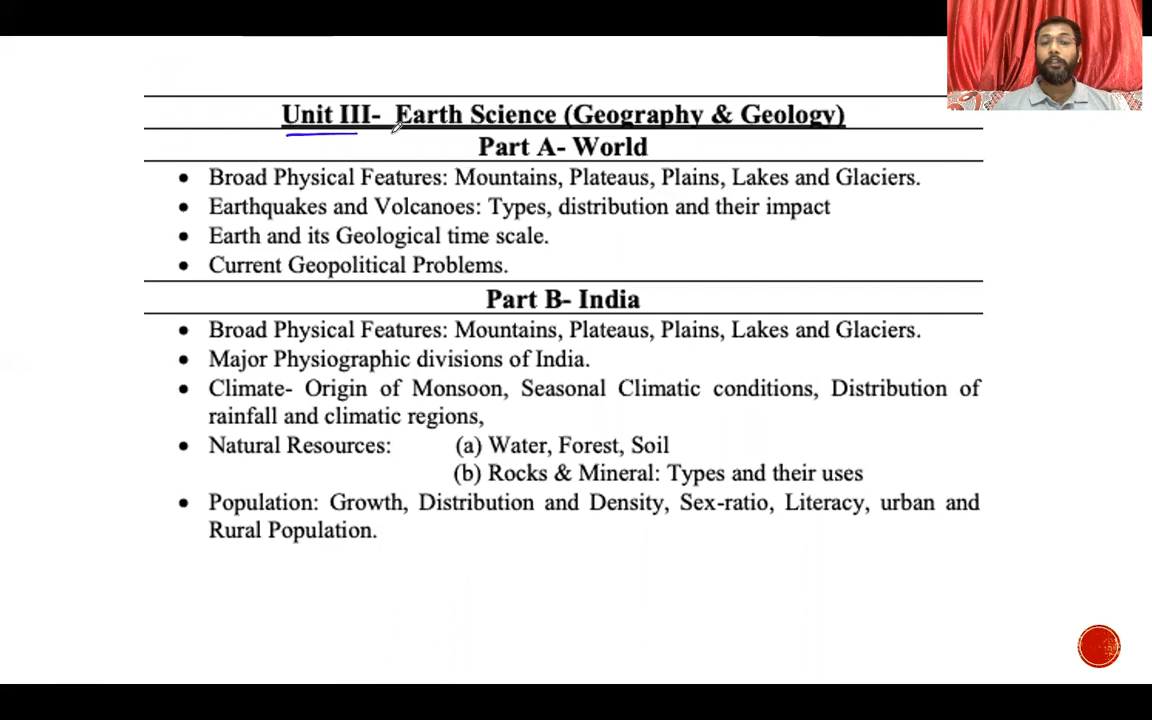 Unit III- Earth Science (Geography & Geology)
Part A- World
• Broad Physical Features: Mountains, Plateaus, Plains, Lakes and Glaciers.
• Earthquakes and Volcanoes: Types, distribution and their impact
• Earth and its Geological time scale.
• Current Geopolitical Problems.
Part B- India
• Broad Physical Features: Mountains, Plateaus, Plains, Lakes and Glaciers.
• Major Physiographic divisions of India.
• Climate- Origin of Monsoon, Seasonal Climatic conditions, Distribution of
rainfall and climatic regions,
• Natural Resources: (a) Water, Forest, Soil
(b) Rocks & Mineral: Types and their uses
• Population: Growth, Distribution and Density, Sex-ratio, Literacy, urban and
Rural Population.